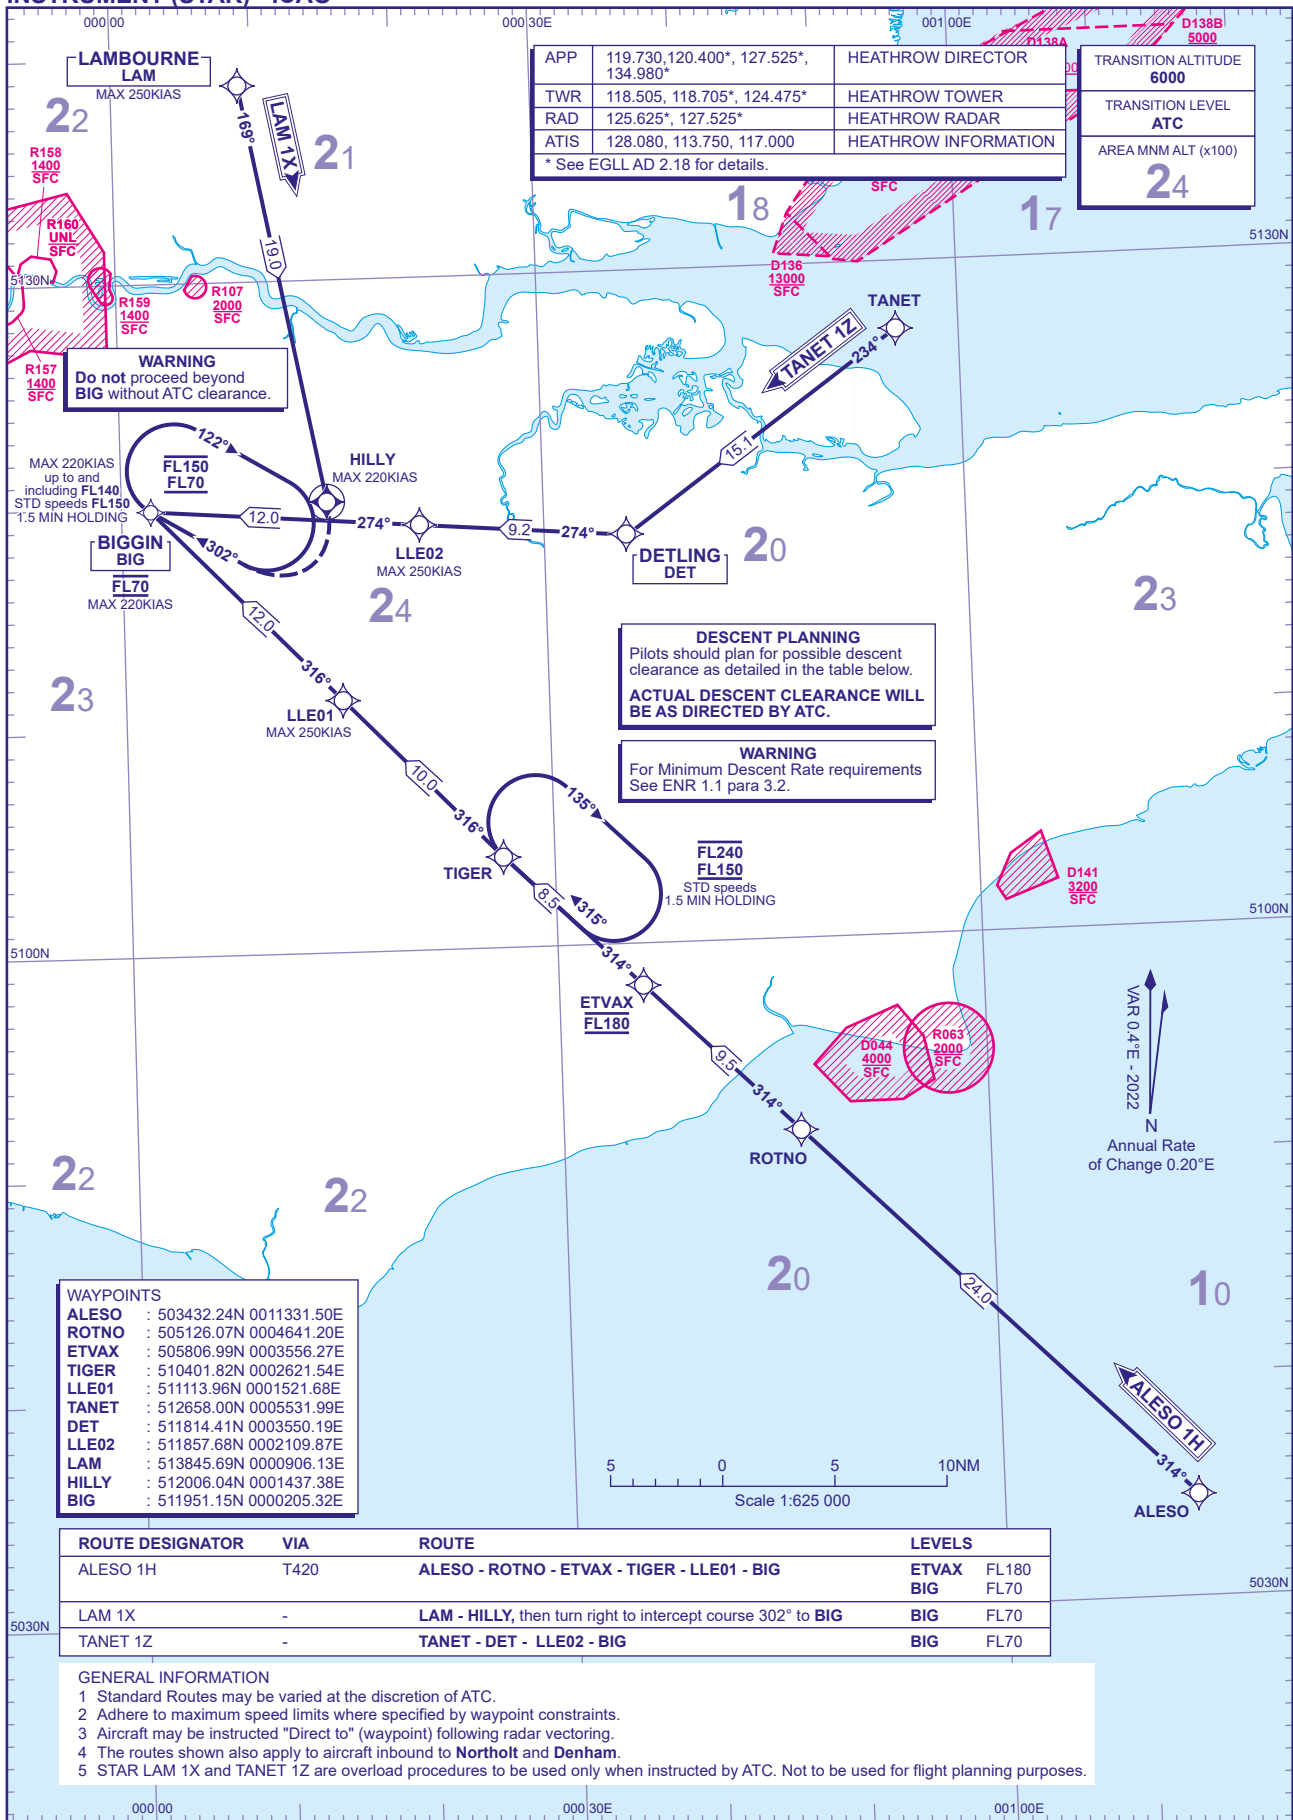 INSTRUMENT (STAR) - ICAO
000000
000030E
000100E
D138B
5000
D138A
LAMBOURNE
LAM
MAX 250KIAS
169°
LAM 1X
19.0
22
21
APP 119.730,120.400*, 127.525*, 134.980* HEATHROW DIRECTOR
TWR 118.505, 118.705*, 124.475* HEATHROW TOWER
RAD 125.625*, 127.525* HEATHROW RADAR
ATIS 128.080, 113.750, 117.000 HEATHROW INFORMATION
* See EGLL AD 2.18 for details.
TRANSITION ALTITUDE
6000
TRANSITION LEVEL
ATC
AREA MNM ALT (x100)
24
R158
1400
SFC
R160
UNL
SFC
18
SFC
17
5130N
5130N
R159
1400
SFC
R107
2000
SFC
D136
13000
SFC
R157
1400
SFC
TANET
TANET 1Z
234°
15.1
WARNING
Do not proceed beyond
BIG without ATC clearance.
122°
FL150
FL70
MAX 220KIAS
up to and
including FL140
STD speeds FL150
1.5 MIN HOLDING
HILLY
MAX 220KIAS
12.0
274°
9.2
274°
302°
BIGGIN
BIG
FL70
MAX 220KIAS
LLE02
MAX 250KIAS
DETLING
DET
20
24
23
12.0
316°
23
LLE01
MAX 250KIAS
DESCENT PLANNING
Pilots should plan for possible descent
clearance as detailed in the table below.
ACTUAL DESCENT CLEARANCE WILL
BE AS DIRECTED BY ATC.
WARNING
For Minimum Descent Rate requirements
See ENR 1.1 para 3.2.
10.0
316°
TIGER
135°
FL240
FL150
STD speeds
1.5 MIN HOLDING
8.5
315°
D141
3200
SFC
5100N
5100N
314°
ETVAX
FL180
9.5
314°
ROTNO
D044
4000
SFC
R063
2000
SFC
VAR 0.4°E - 2022
N
Annual Rate
of Change 0.20°E
22
22
20
10
24.0
ALESO 1H
314°
ALESO
WAYPOINTS
ALESO : 503432.24N 0011331.50E
ROTNO : 505126.07N 0004641.20E
ETVAX : 505806.99N 0003556.27E
TIGER : 510401.82N 0002621.54E
LLE01 : 511113.96N 0001521.68E
TANET : 512658.00N 0005531.99E
DET : 511814.41N 0003550.19E
LLE02 : 511857.68N 0002109.87E
LAM : 513845.69N 0000906.13E
HILLY : 512006.04N 0001437.38E
BIG : 511951.15N 0000205.32E
5 0 5 10NM
Scale 1:625 000
ROUTE DESIGNATOR VIA ROUTE LEVELS
ALESO 1H T420 ALESO - ROTNO - ETVAX - TIGER - LLE01 - BIG ETVAX FL180
BIG FL70
LAM 1X - LAM - HILLY, then turn right to intercept course 302° to BIG BIG FL70
TANET 1Z - TANET - DET - LLE02 - BIG BIG FL70
5030N
5030N
GENERAL INFORMATION
1 Standard Routes may be varied at the discretion of ATC.
2 Adhere to maximum speed limits where specified by waypoint constraints.
3 Aircraft may be instructed "Direct to" (waypoint) following radar vectoring.
4 The routes shown also apply to aircraft inbound to Northolt and Denham.
5 STAR LAM 1X and TANET 1Z are overload procedures to be used only when instructed by ATC. Not to be used for flight planning purposes.
000000
000030E
000100E